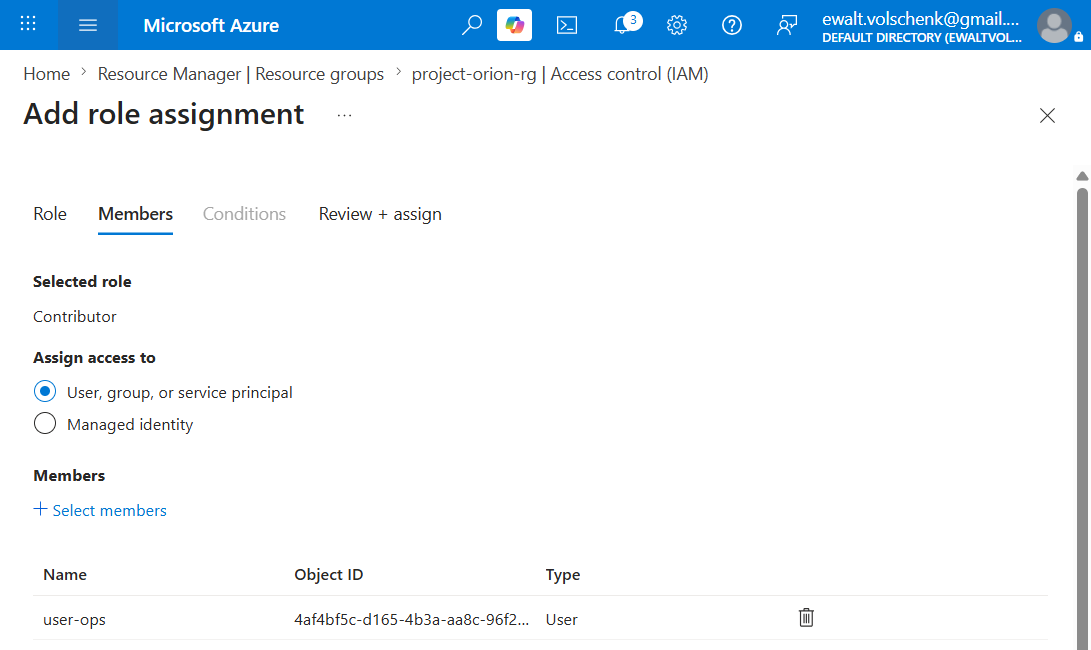 Microsoft Azure
3
ewalt.volschenk@gmail....
DEFAULT DIRECTORY (EWALTVOL...
Home > Resource Manager | Resource groups > project-orion-rg | Access control (IAM)
Add role assignment ...
Role Members Conditions Review + assign
Selected role
Contributor
Assign access to
User, group, or service principal
Managed identity
Members
+ Select members
Name Object ID Type
user-ops 4af4bf5c-d165-4b3a-aa8c-96f2... User